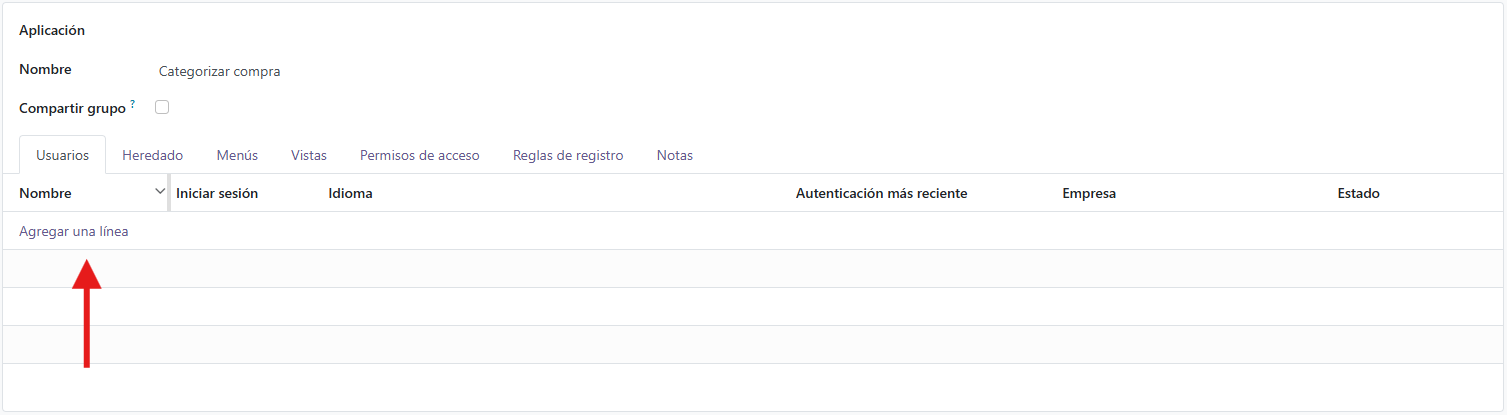 Aplicación
Nombre Categorizar compra
Compartir grupo ?
Usuarios Heredado Menús Vistas Permisos de acceso Reglas de registro Notas
Nombre Iniciar sesión Idioma Autenticación más reciente Empresa Estado
Agregar una línea